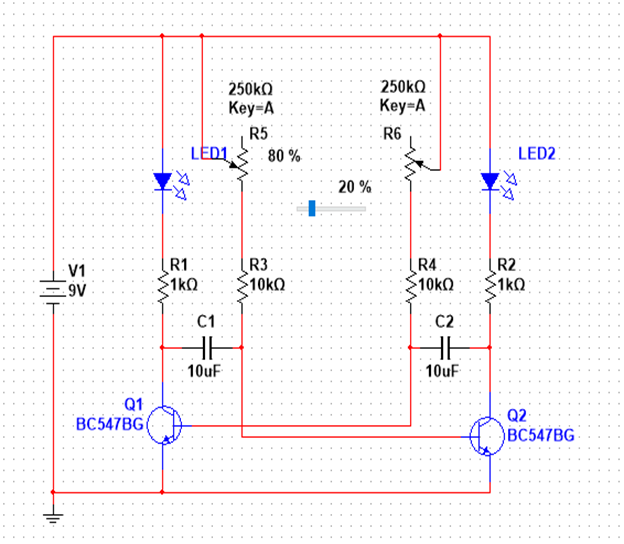 250kΩ
Key=A
R5
80 %
LED1
250kΩ
Key=A
R6
20 %
LED2
V1
9V
R1
1kΩ
R3
10kΩ
R4
10kΩ
R2
1kΩ
C1
10uF
C2
10uF
Q1
BC547BG
Q2
BC547BG